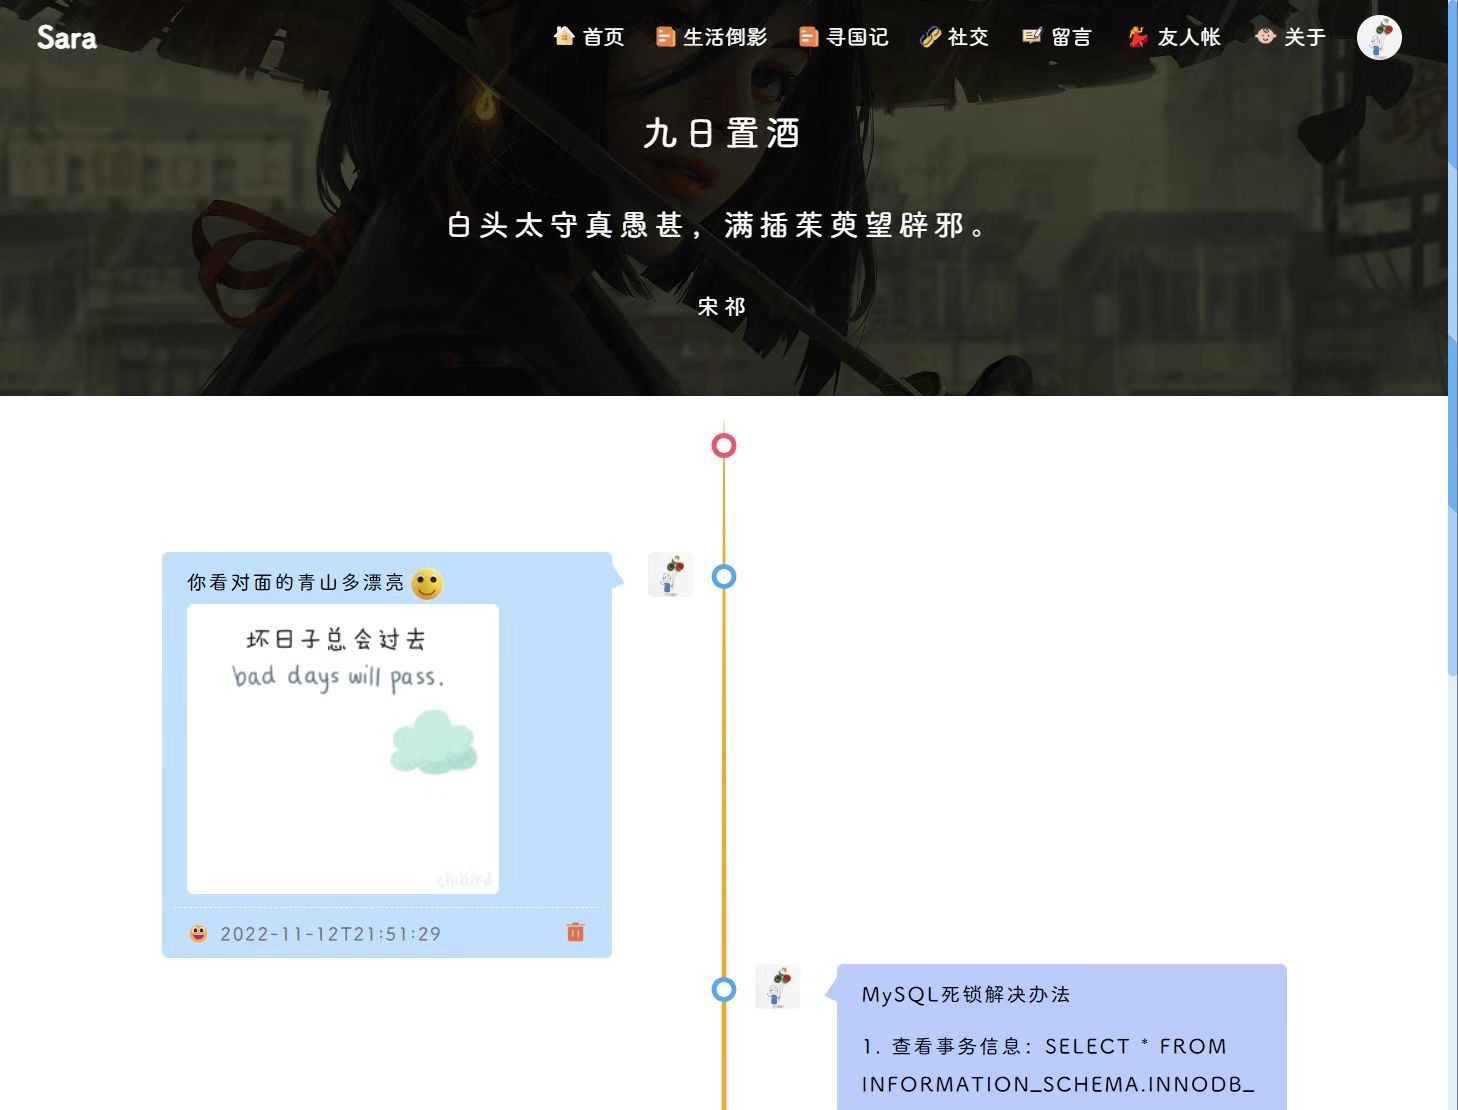 Sara
首页 生活倒影 寻国记 社交 留言 友人帐 关于
九日置酒
白头太守真愚甚，满插茱萸望辟邪。
宋祁
你看对面的青山多漂亮
坏日子总会过去
bad days will pass.
chibird
2022-11-12T21:51:29
MySQL死锁解决办法
1. 查看事务信息：SELECT * FROM
INFORMATION_SCHEMA.INNODB_